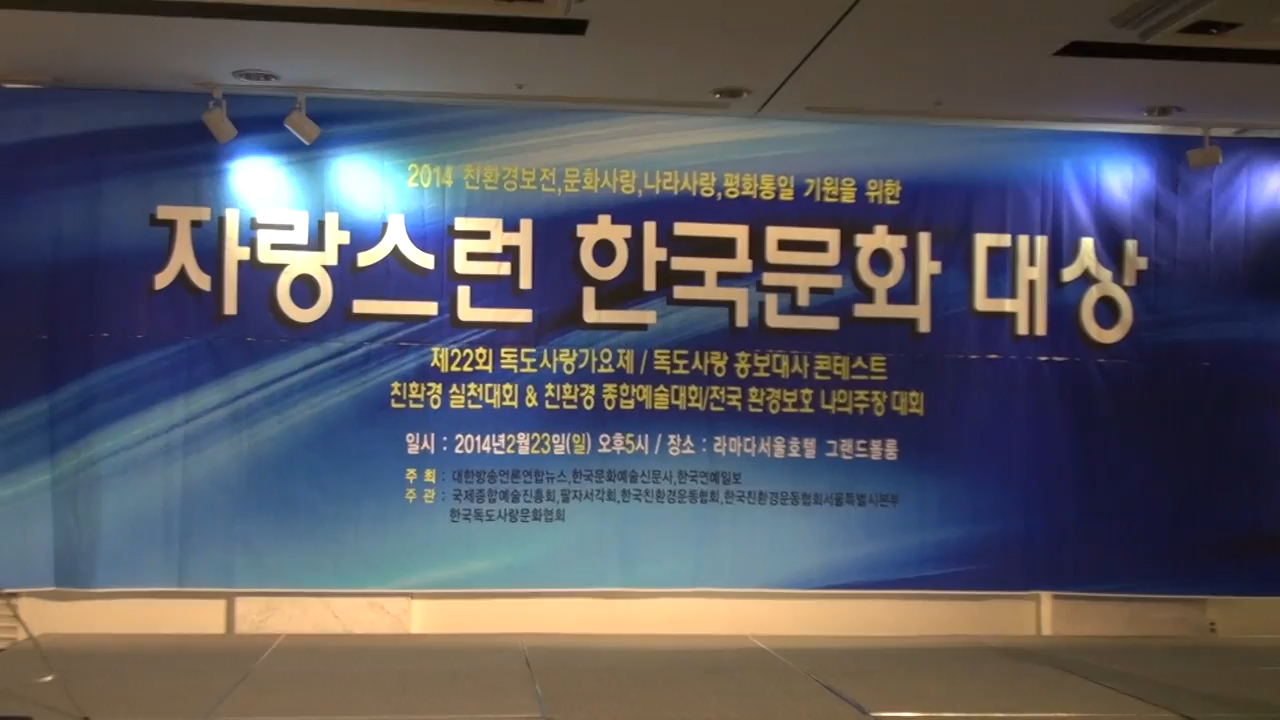 2014 친환경보전,문화사랑,나라사랑,평화통일 기원을 위한
자랑스런 한국문화 대상
제22회 독도사랑가요제 / 독도사랑 홍보대사 콘테스트
친환경 실천대회 & 친환경 종합예술대회/전국 환경보호 나의주장 대회
일시 : 2014년2월23일(일) 오후5시 / 장소 : 라마다서울호텔 그랜드볼룸
주 최 : 대한방송언론연합뉴스,한국문화예술신문사,한국연예일보
주 관 : 국제종합예술진흥회,팔자서각회,한국친환경운동협회,한국친환경운동협회서울특별시본부
한국독도사랑문화협회